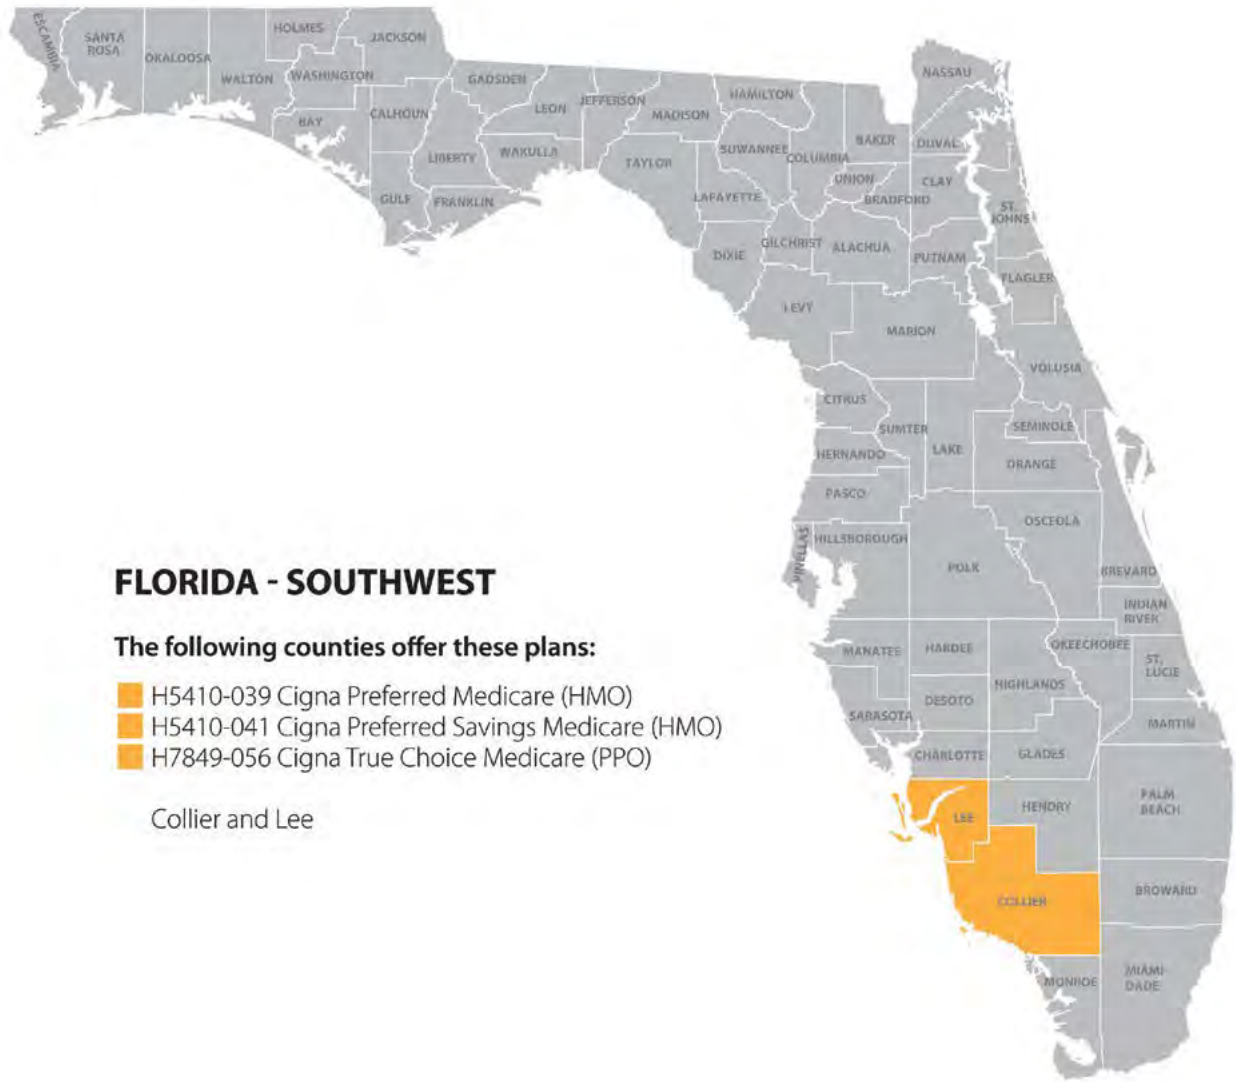 ESCAMBIA
SANTA
ROSA
OKALOOSA
HOLMES
WALTON
WASHINGTON
JACKSON
BAY
CALHOUN
GADSDEN
LEON
JEFFERSON
MADISON
HAMILTON
NASSAU
LIBERTY
WAKULLA
TAYLOR
SUWANNEE
COLUMBIA
BAKER
DUVAL
GULF
FRANKLIN
LAFAYETTE
UNION
BRADFORD
CLAY
ST.
JOHNS
DIXIE
GILCHRIST
ALACHUA
PUTNAM
FLAGLER
LEVY
MARION
VOLUSIA
CITRUS
SUMTER
LAKE
SEMINOLE
HERNANDO
ORANGE
PASCO
OSCEOLA
PINELLAS
HILLSBOROUGH
POLK
BREVARD
INDIAN
RIVER
MANATEE
HARDEE
OKEECHOBEE
ST.
LUCIE
HIGHLANDS
DESOTO
SARASOTA
MARTIN
CHARLOTTE
GLADES
LEE
HENDRY
PALM
BEACH
COLLIER
BROWARD
MONROE
MIAMI-
DADE
FLORIDA - SOUTHWEST
The following counties offer these plans:
H5410-039 Cigna Preferred Medicare (HMO)
H5410-041 Cigna Preferred Savings Medicare (HMO)
H7849-056 Cigna True Choice Medicare (PPO)
Collier and Lee